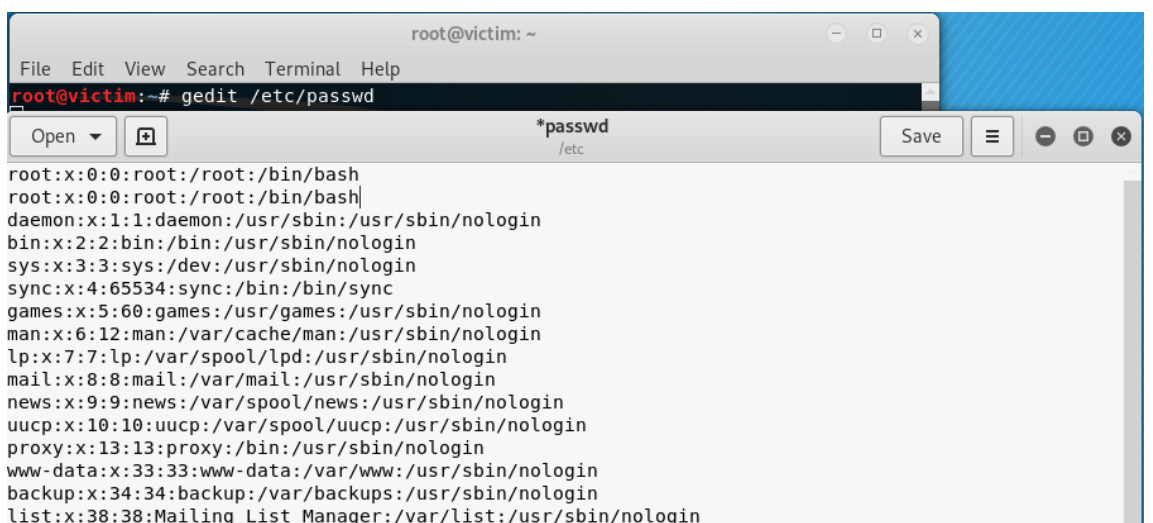 root@victim: ~
File Edit View Search Terminal Help
root@victim:~# gedit /etc/passwd
Open
*passwd
/etc
Save
root:x:0:0:root:/root:/bin/bash
root:x:0:0:root:/root:/bin/bash
daemon:x:1:1:daemon:/usr/sbin:/usr/sbin/nologin
bin:x:2:2:bin:/bin:/usr/sbin/nologin
sys:x:3:3:sys:/dev:/usr/sbin/nologin
sync:x:4:65534:sync:/bin:/bin/sync
games:x:5:60:games:/usr/games:/usr/sbin/nologin
man:x:6:12:man:/var/cache/man:/usr/sbin/nologin
lp:x:7:7:lp:/var/spool/lpd:/usr/sbin/nologin
mail:x:8:8:mail:/var/mail:/usr/sbin/nologin
news:x:9:9:news:/var/spool/news:/usr/sbin/nologin
uucp:x:10:10:uucp:/var/spool/uucp:/usr/sbin/nologin
proxy:x:13:13:proxy:/bin:/usr/sbin/nologin
www-data:x:33:33:www-data:/var/www:/usr/sbin/nologin
backup:x:34:34:backup:/var/backups:/usr/sbin/nologin
list:x:38:38:Mailing List Manager:/var/list:/usr/sbin/nologin